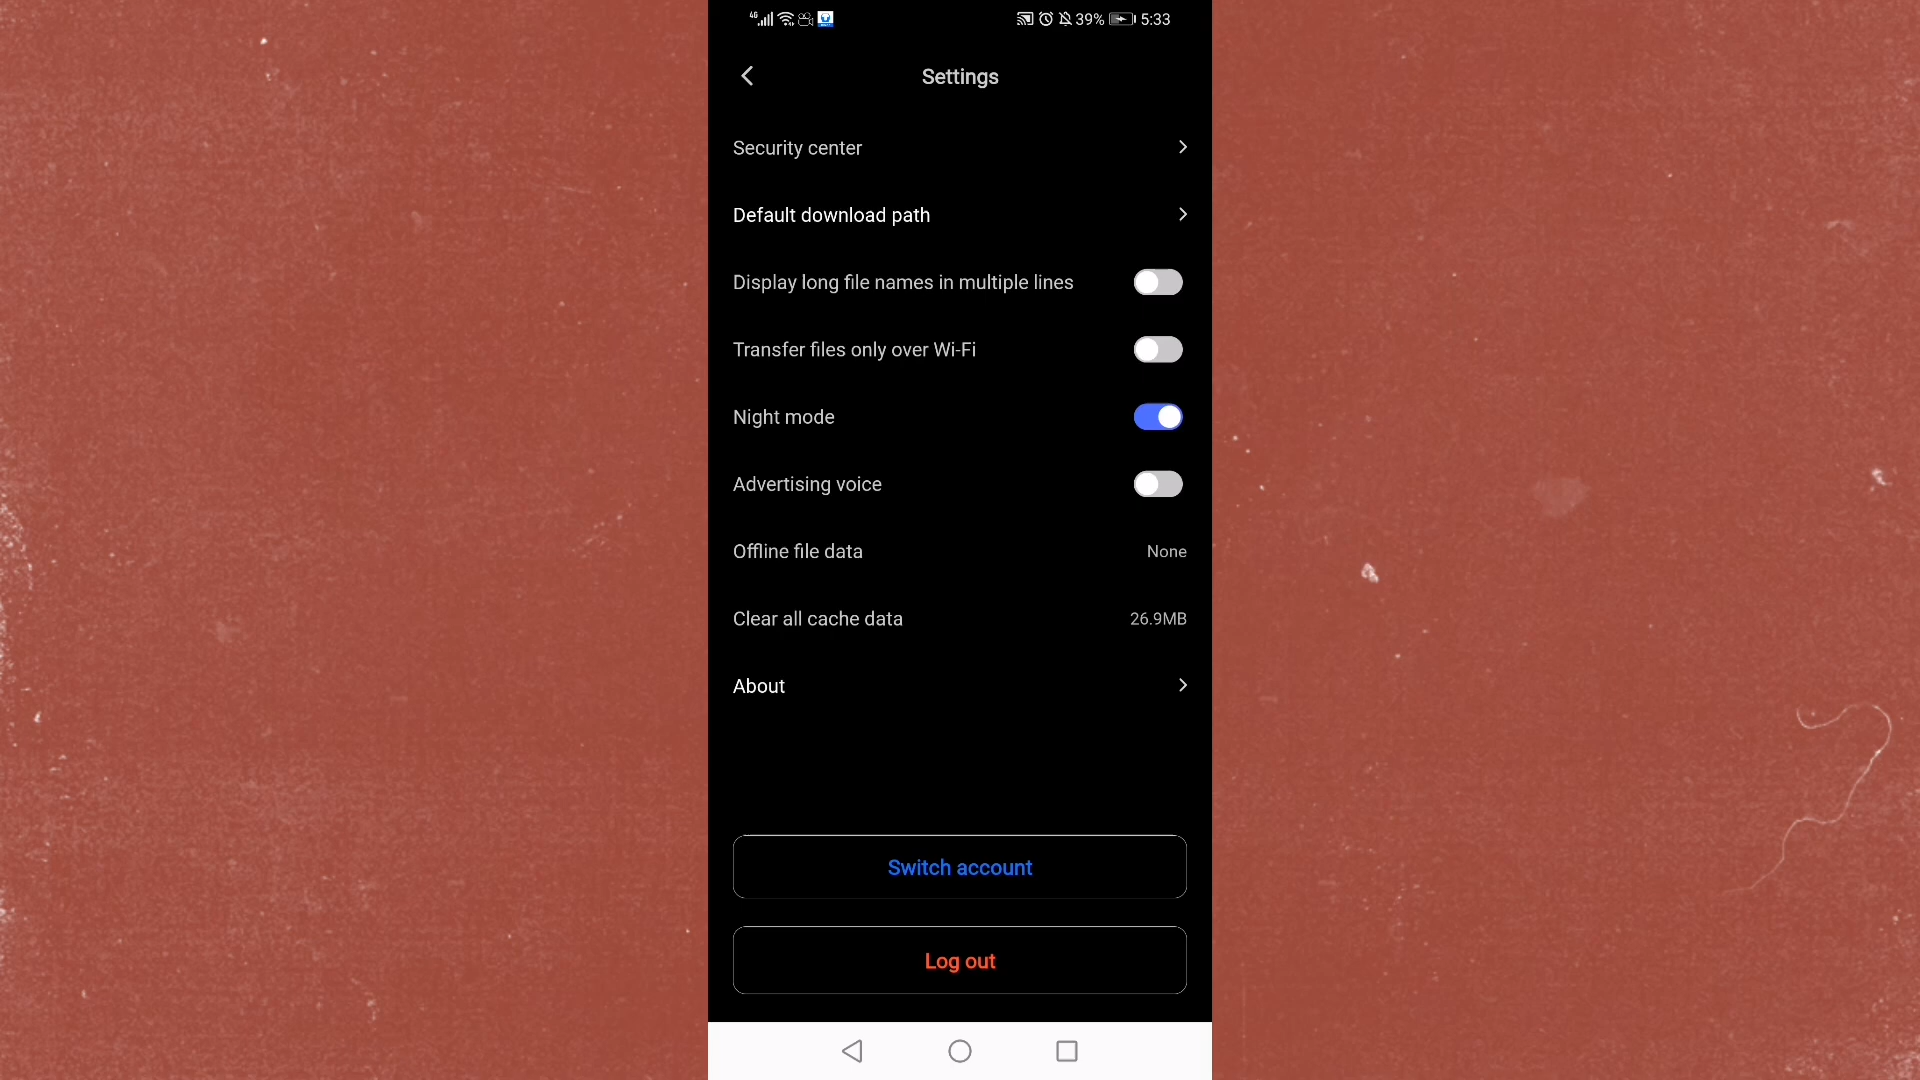 4G 39% 5:33
Settings
Security center
Default download path
Display long file names in multiple lines
Transfer files only over Wi-Fi
Night mode
Advertising voice
Offline file data None
Clear all cache data 26.9MB
About
Switch account
Log out